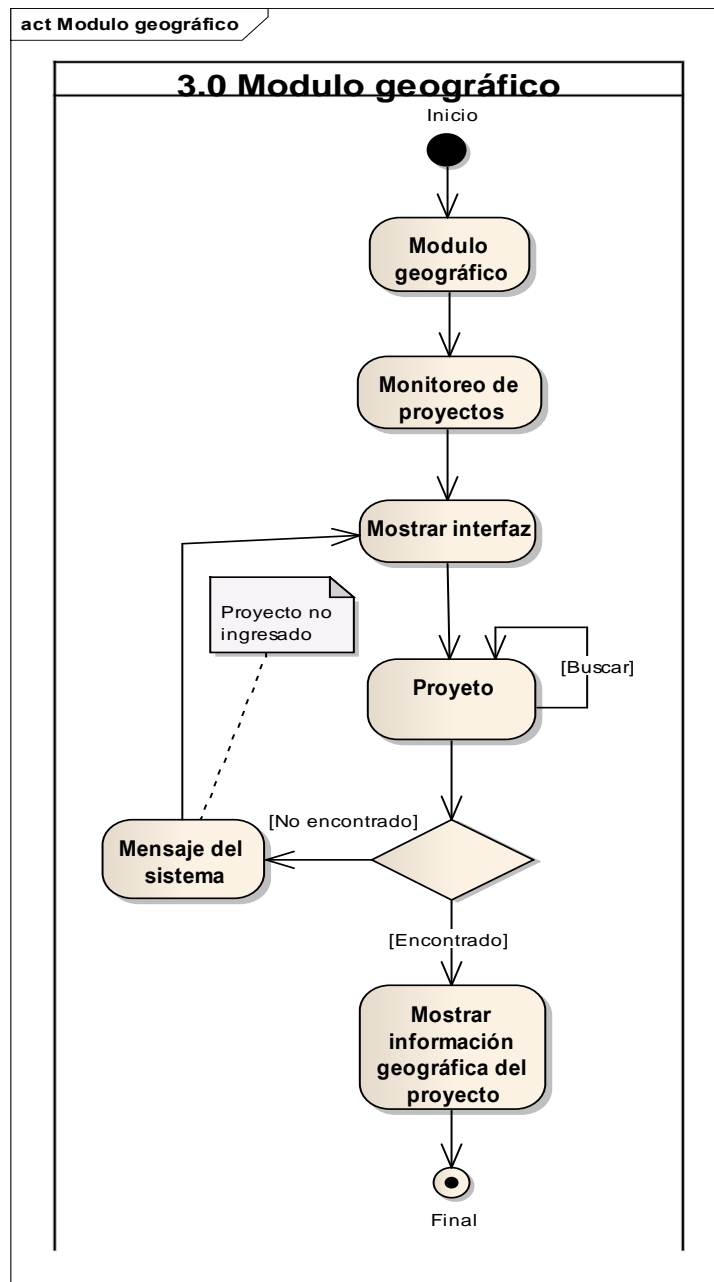 act Modulo geográfico
3.0 Modulo geográfico
Inicio
Modulo
geográfico
Monitoreo de
proyectos
Mostrar interfaz
Proyecto no
ingresado
Proyeto
[Buscar]
[No encontrado]
Mensaje del
sistema
[Encontrado]
Mostrar
información
geográfica del
proyecto
Final